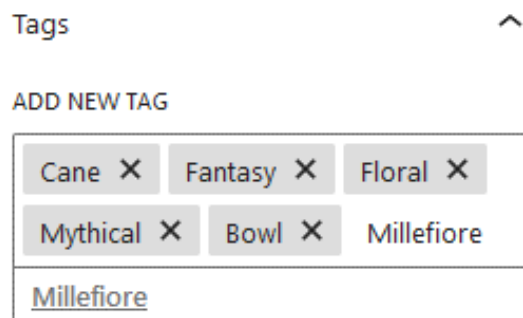 Tags
ADD NEW TAG
Cane ✕ Fantasy ✕ Floral ✕
Mythical ✕ Bowl ✕ Millefiore
Millefiore